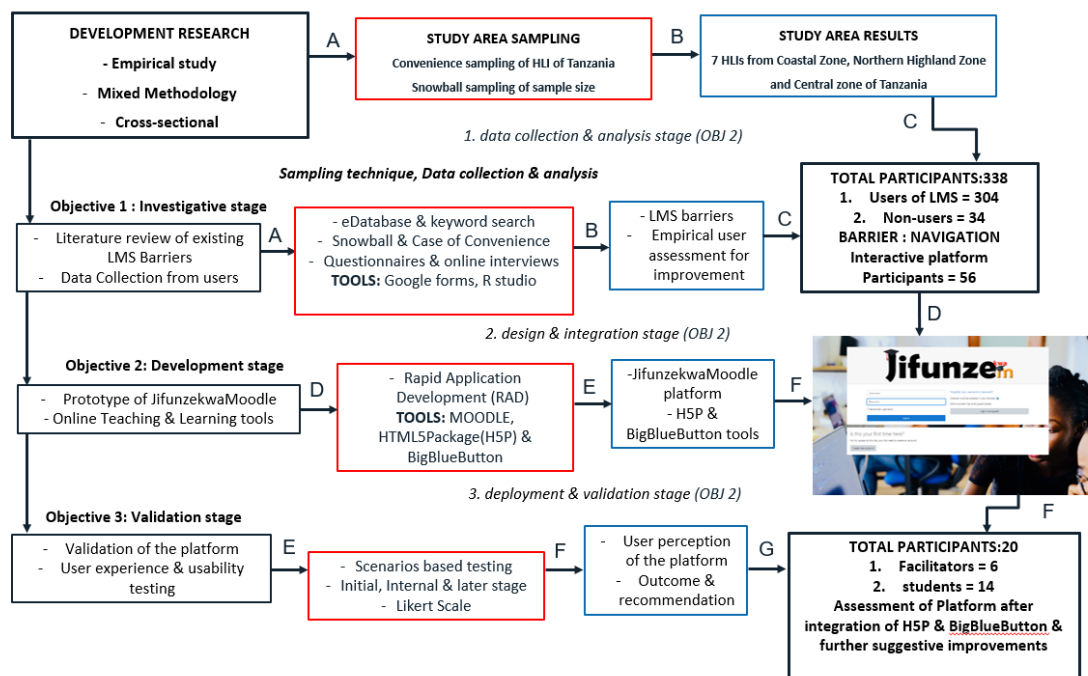 DEVELOPMENT RESEARCH
- Empirical study
- Mixed Methodology
- Cross-sectional
A
STUDY AREA SAMPLING
Convenience sampling of HLI of Tanzania
Snowball sampling of sample size
B
STUDY AREA RESULTS
7 HLIs from Coastal Zone, Northern Highland Zone
and Central zone of Tanzania
C
1. data collection & analysis stage (OBJ 2)
Sampling technique, Data collection & analysis
Objective 1 : Investigative stage
- Literature review of existing
LMS Barriers
- Data Collection from users
A
- eDatabase & keyword search
- Snowball & Case of Convenience
- Questionnaires & online interviews
TOOLS: Google forms, R studio
B
- LMS barriers
- Empirical user
assessment for
improvement
C
TOTAL PARTICIPANTS:338
1. Users of LMS = 304
2. Non-users = 34
BARRIER : NAVIGATION
Interactive platform
Participants = 56
D
2. design & integration stage (OBJ 2)
Objective 2: Development stage
- Prototype of JifunzekwaMoodle
- Online Teaching & Learning tools
D
- Rapid Application
Development (RAD)
TOOLS: MOODLE,
HTML5Package(H5P) &
BigBlueButton
E
-JifunzekwaMoodle
platform
- H5P &
BigBlueButton tools
F
Jifunze
Is this your first time here?
3. deployment & validation stage (OBJ 2)
F
Objective 3: Validation stage
- Validation of the platform
- User experience & usability
testing
E
- Scenarios based testing
- Initial, Internal & later stage
- Likert Scale
F
- User perception
of the platform
- Outcome &
recommendation
G
TOTAL PARTICIPANTS:20
1. Facilitators = 6
2. students = 14
Assessment of Platform after
integration of H5P & BigBlueButton &
further suggestive improvements